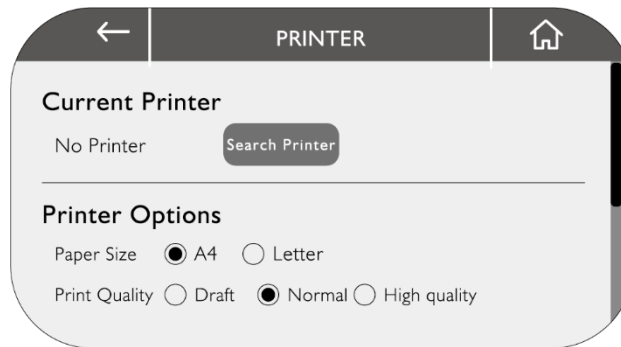 PRINTER
Current Printer
No Printer Search Printer
Printer Options
Paper Size A4 Letter
Print Quality Draft Normal High quality